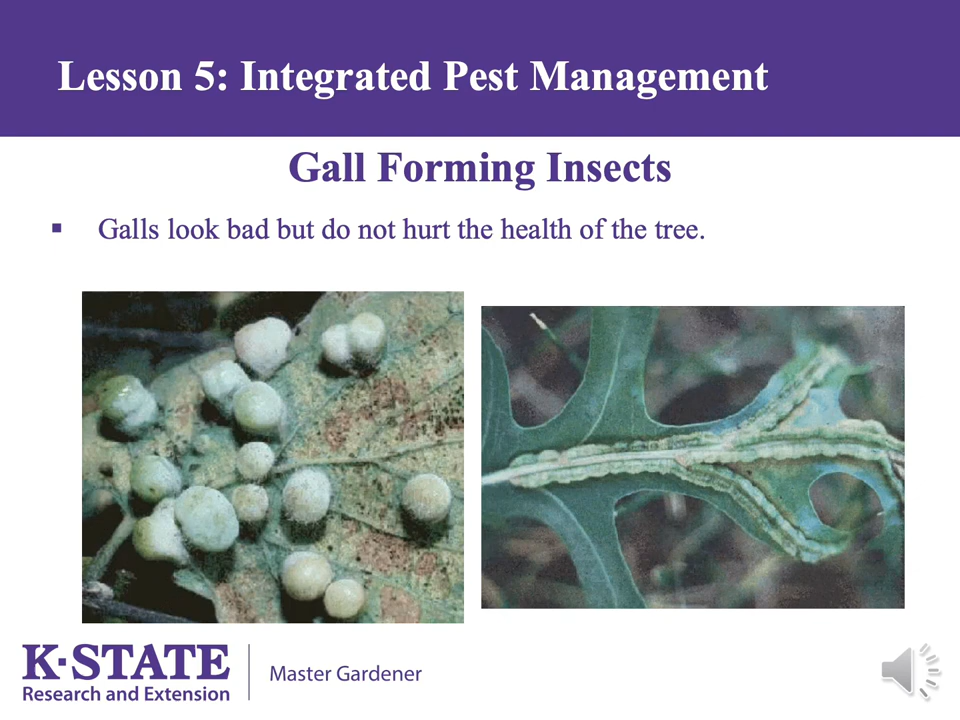 Lesson 5: Integrated Pest Management
Gall Forming Insects
▪ Galls look bad but do not hurt the health of the tree.
K·STATE
Research and Extension
Master Gardener